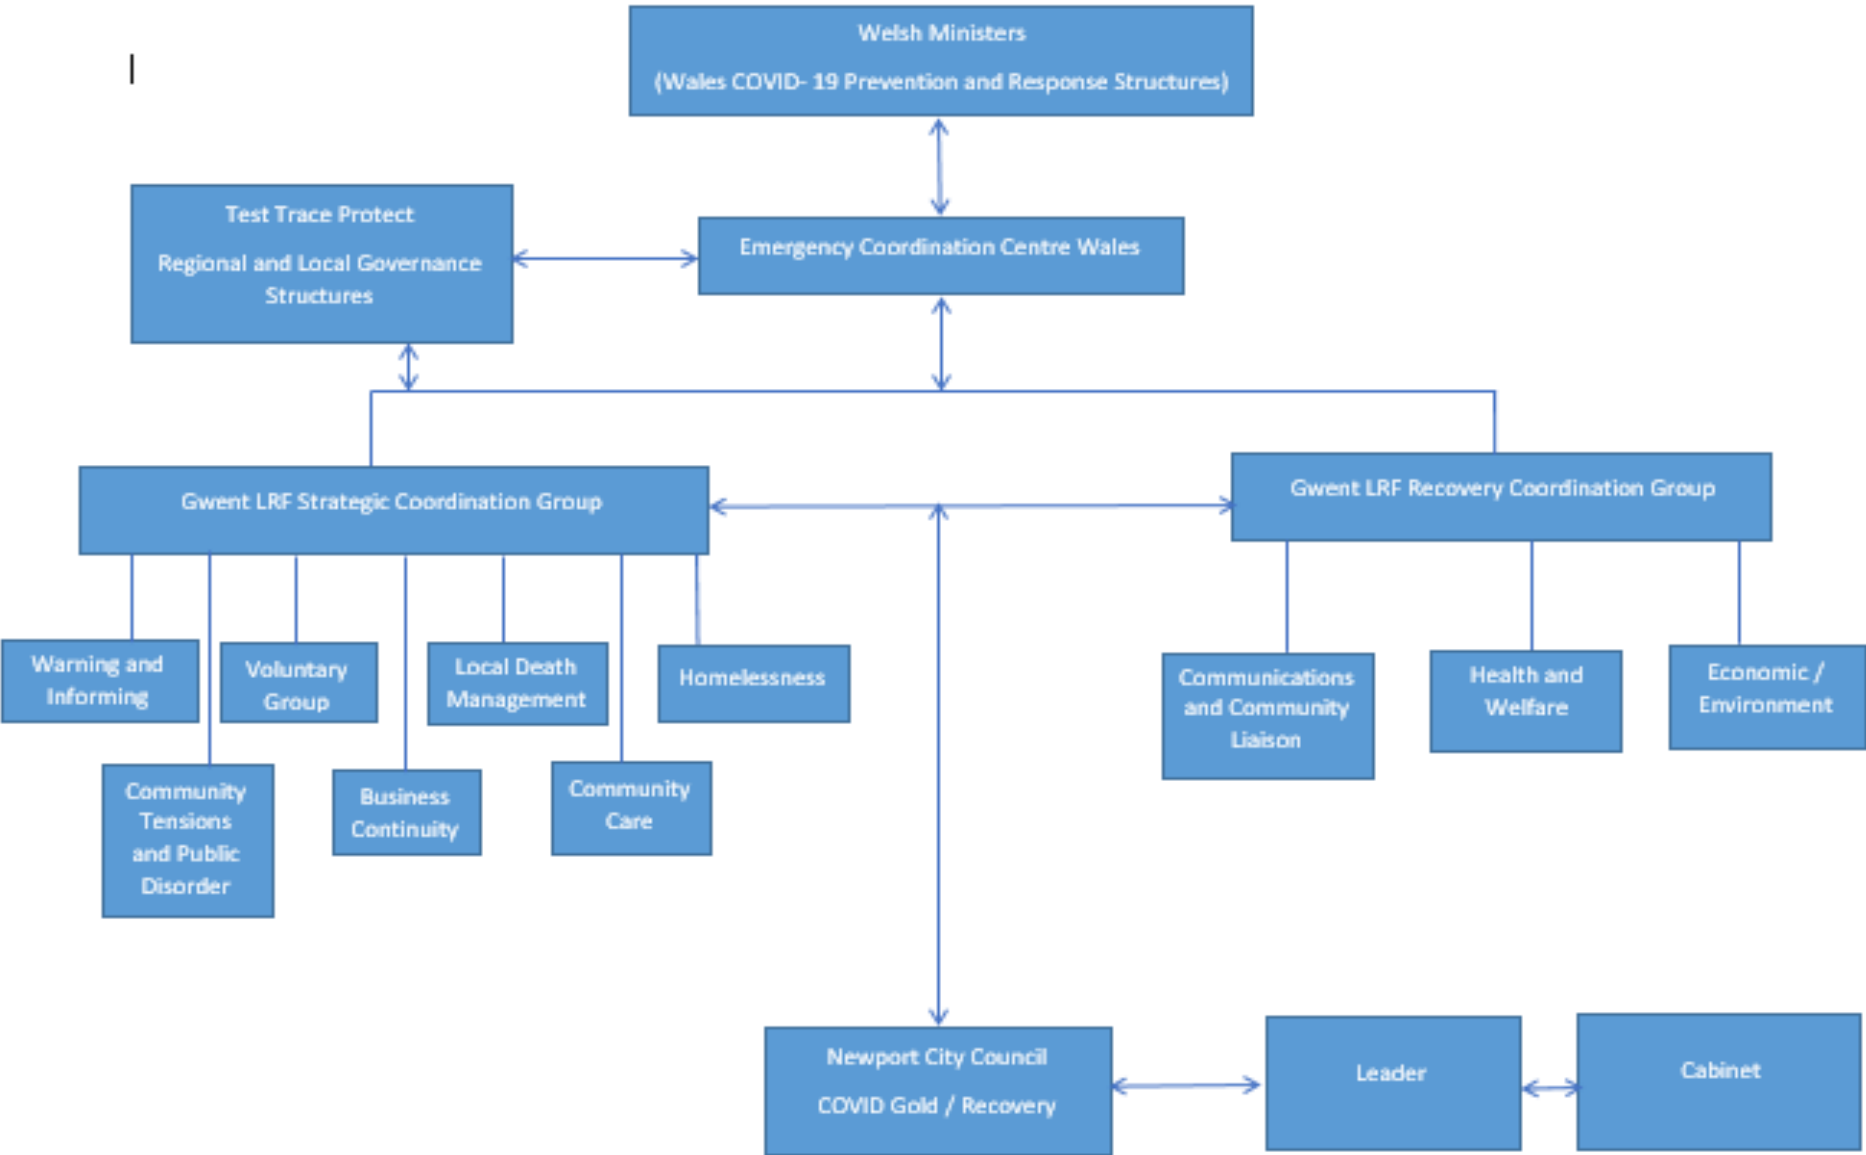 Welsh Ministers
(Wales COVID- 19 Prevention and Response Structures)
Test Trace Protect
Regional and Local Governance
Structures
Emergency Coordination Centre Wales
Gwent LRF Strategic Coordination Group
Gwent LRF Recovery Coordination Group
Warning and
Informing
Voluntary
Group
Local Death
Management
Homelessness
Communications
and Community
Liaison
Health and
Welfare
Economic /
Environment
Community
Tensions
and Public
Disorder
Business
Continuity
Community
Care
Newport City Council
COVID Gold / Recovery
Leader
Cabinet